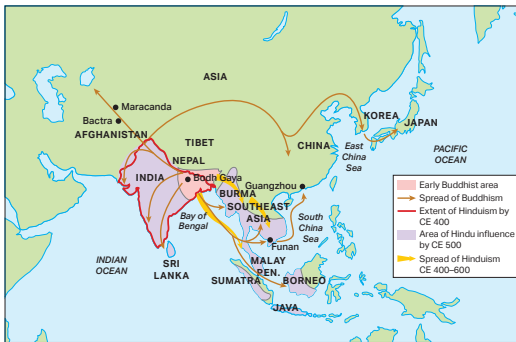 ASIA
Maracanda
Bactra
AFGHANISTAN
TIBET
NEPAL
CHINA
KOREA
JAPAN
East
China
Sea
PACIFIC
OCEAN
INDIA
Bodh Gaya
Guangzhou
BURMA
SOUTHEAST
ASIA
Bay of
Bengal
South
China
Sea
Funan
INDIAN
OCEAN
SRI
LANKA
MALAY
PEN.
SUMATRA
BORNEO
JAVA
Early Buddhist area
Spread of Buddhism
Extent of Hinduism by
CE 400
Area of Hindu influence
by CE 500
Spread of Hinduism
CE 400–600